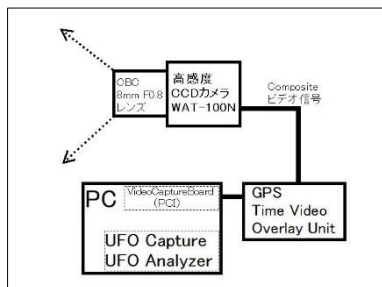 CBC
8mm F0.8
レンズ
高感度
CCDカメラ
WAT-100N
Composite
ビデオ信号
PC
VideoCaptureBoard
(PCI)
UFO Capture
UFO Analyzer
GPS
Time Video
Overlay Unit